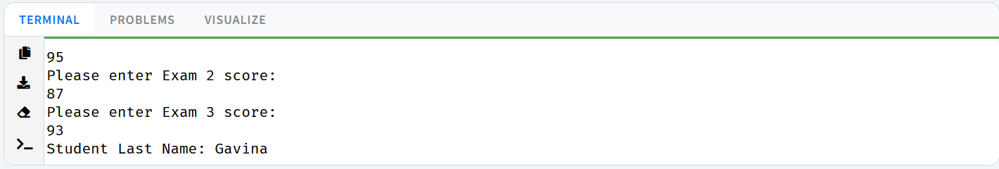 TERMINAL PROBLEMS VISUALIZE
95
Please enter Exam 2 score:
87
Please enter Exam 3 score:
93
Student Last Name: Gavina